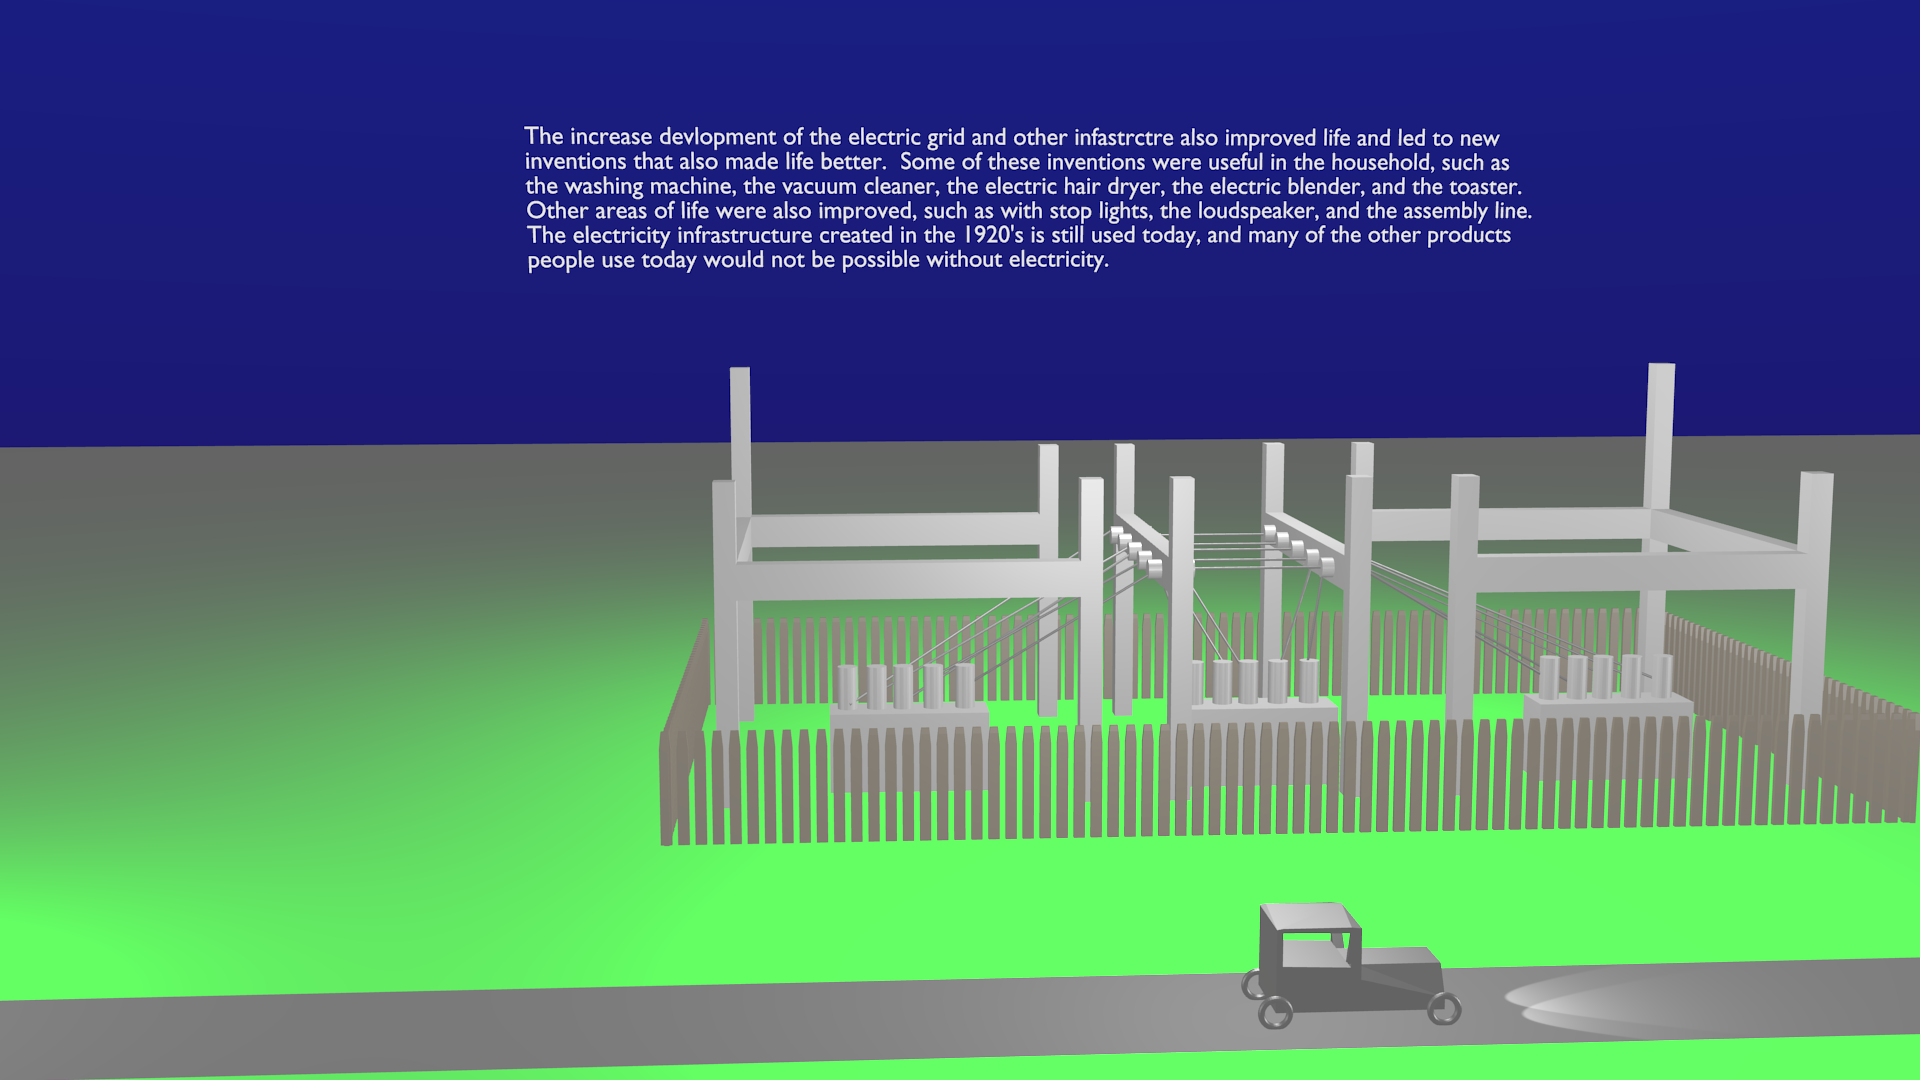 The increase devlopment of the electric grid and other infastrctre also improved life and led to new
inventions that also made life better.  Some of these inventions were useful in the household, such as
the washing machine, the vacuum cleaner, the electric hair dryer, the electric blender, and the toaster.
Other areas of life were also improved, such as with stop lights, the loudspeaker, and the assembly line.
The electricity infrastructure created in the 1920's is still used today, and many of the other products
people use today would not be possible without electricity.